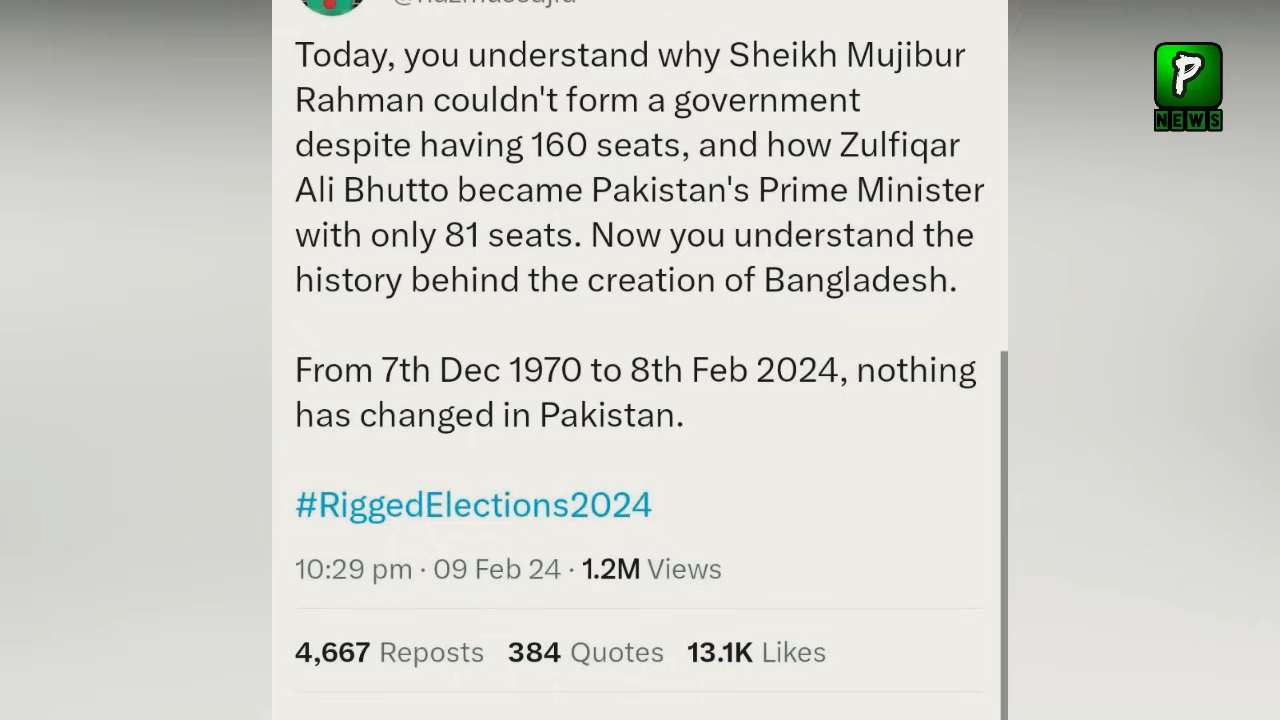 Today, you understand why Sheikh Mujibur
Rahman couldn't form a government
despite having 160 seats, and how Zulfiqar
Ali Bhutto became Pakistan's Prime Minister
with only 81 seats. Now you understand the
history behind the creation of Bangladesh.
From 7th Dec 1970 to 8th Feb 2024, nothing
has changed in Pakistan.
#RiggedElections2024
10:29 pm · 09 Feb 24 · 1.2M Views
4,667 Reposts 384 Quotes 13.1K Likes
P
NEWS